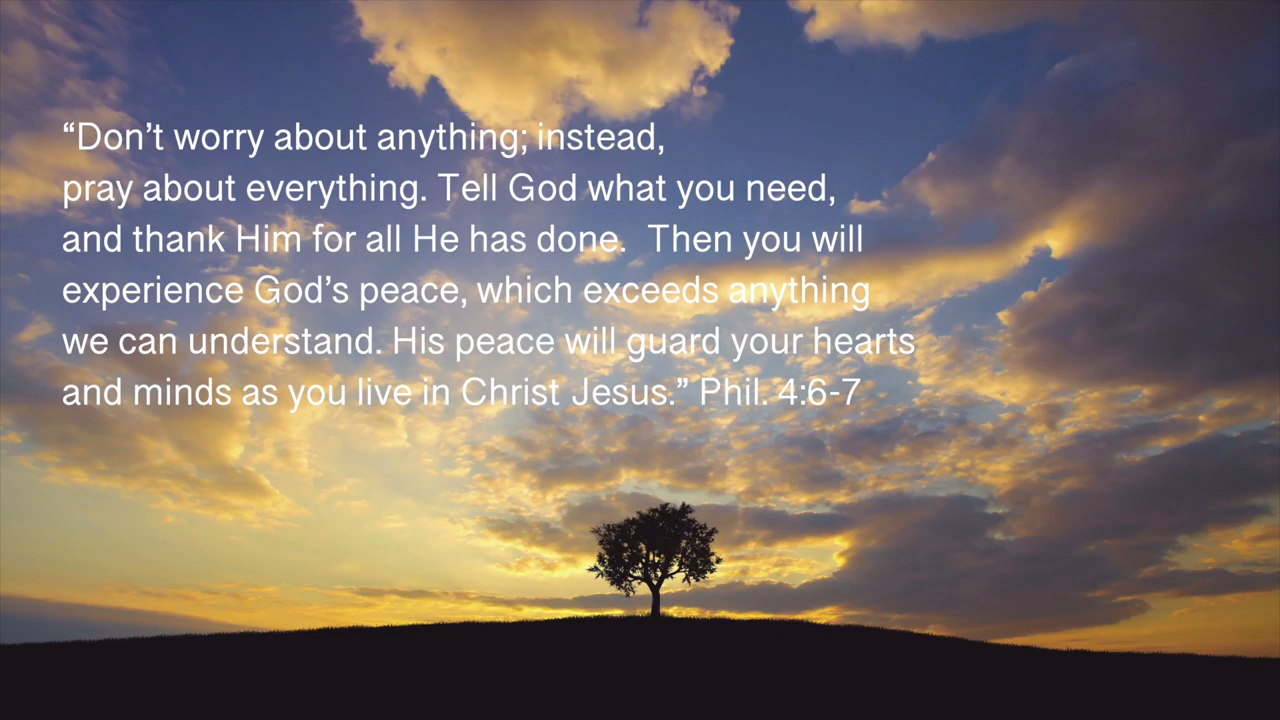 “Don’t worry about anything; instead,
pray about everything. Tell God what you need,
and thank Him for all He has done.  Then you will
experience God’s peace, which exceeds anything
we can understand. His peace will guard your hearts
and minds as you live in Christ Jesus.” Phil. 4:6-7